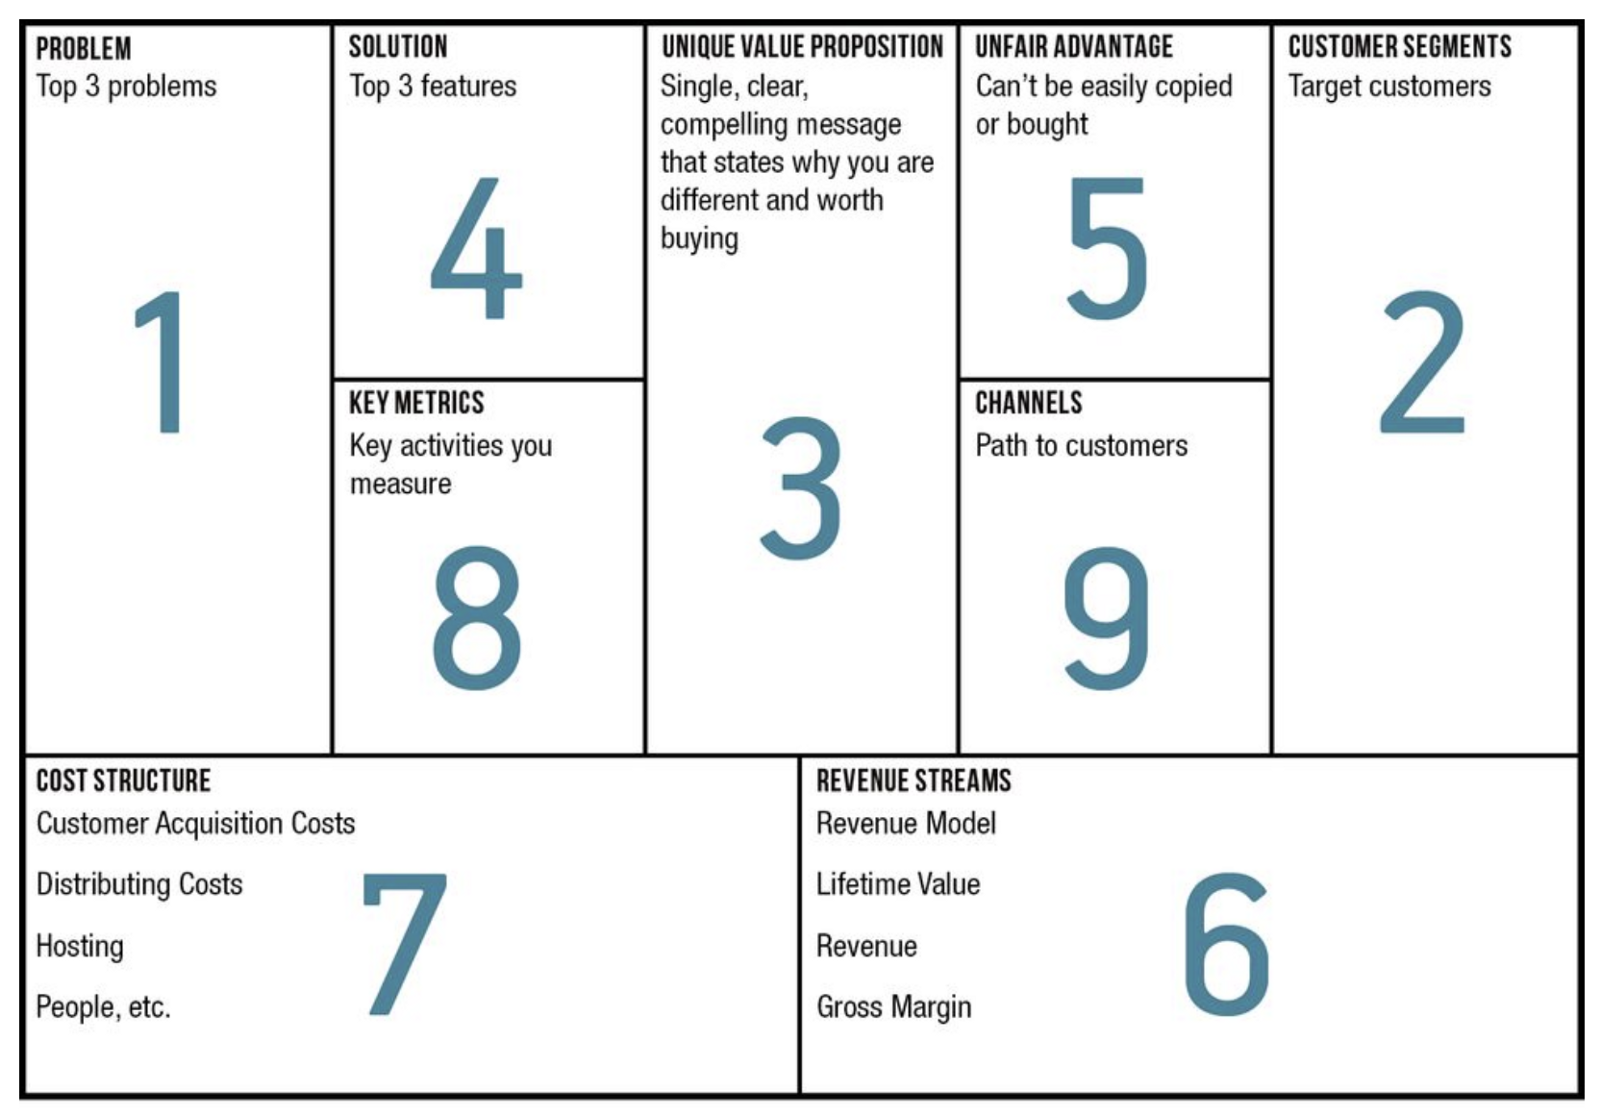 PROBLEM
Top 3 problems
1
SOLUTION
Top 3 features
4
KEY METRICS
Key activities you
measure
8
UNIQUE VALUE PROPOSITION
Single, clear,
compelling message
that states why you are
different and worth
buying
3
UNFAIR ADVANTAGE
Can't be easily copied
or bought
5
CHANNELS
Path to customers
9
CUSTOMER SEGMENTS
Target customers
2
COST STRUCTURE
Customer Acquisition Costs
Distributing Costs
Hosting
People, etc.
7
REVENUE STREAMS
Revenue Model
Lifetime Value
Revenue
Gross Margin
6